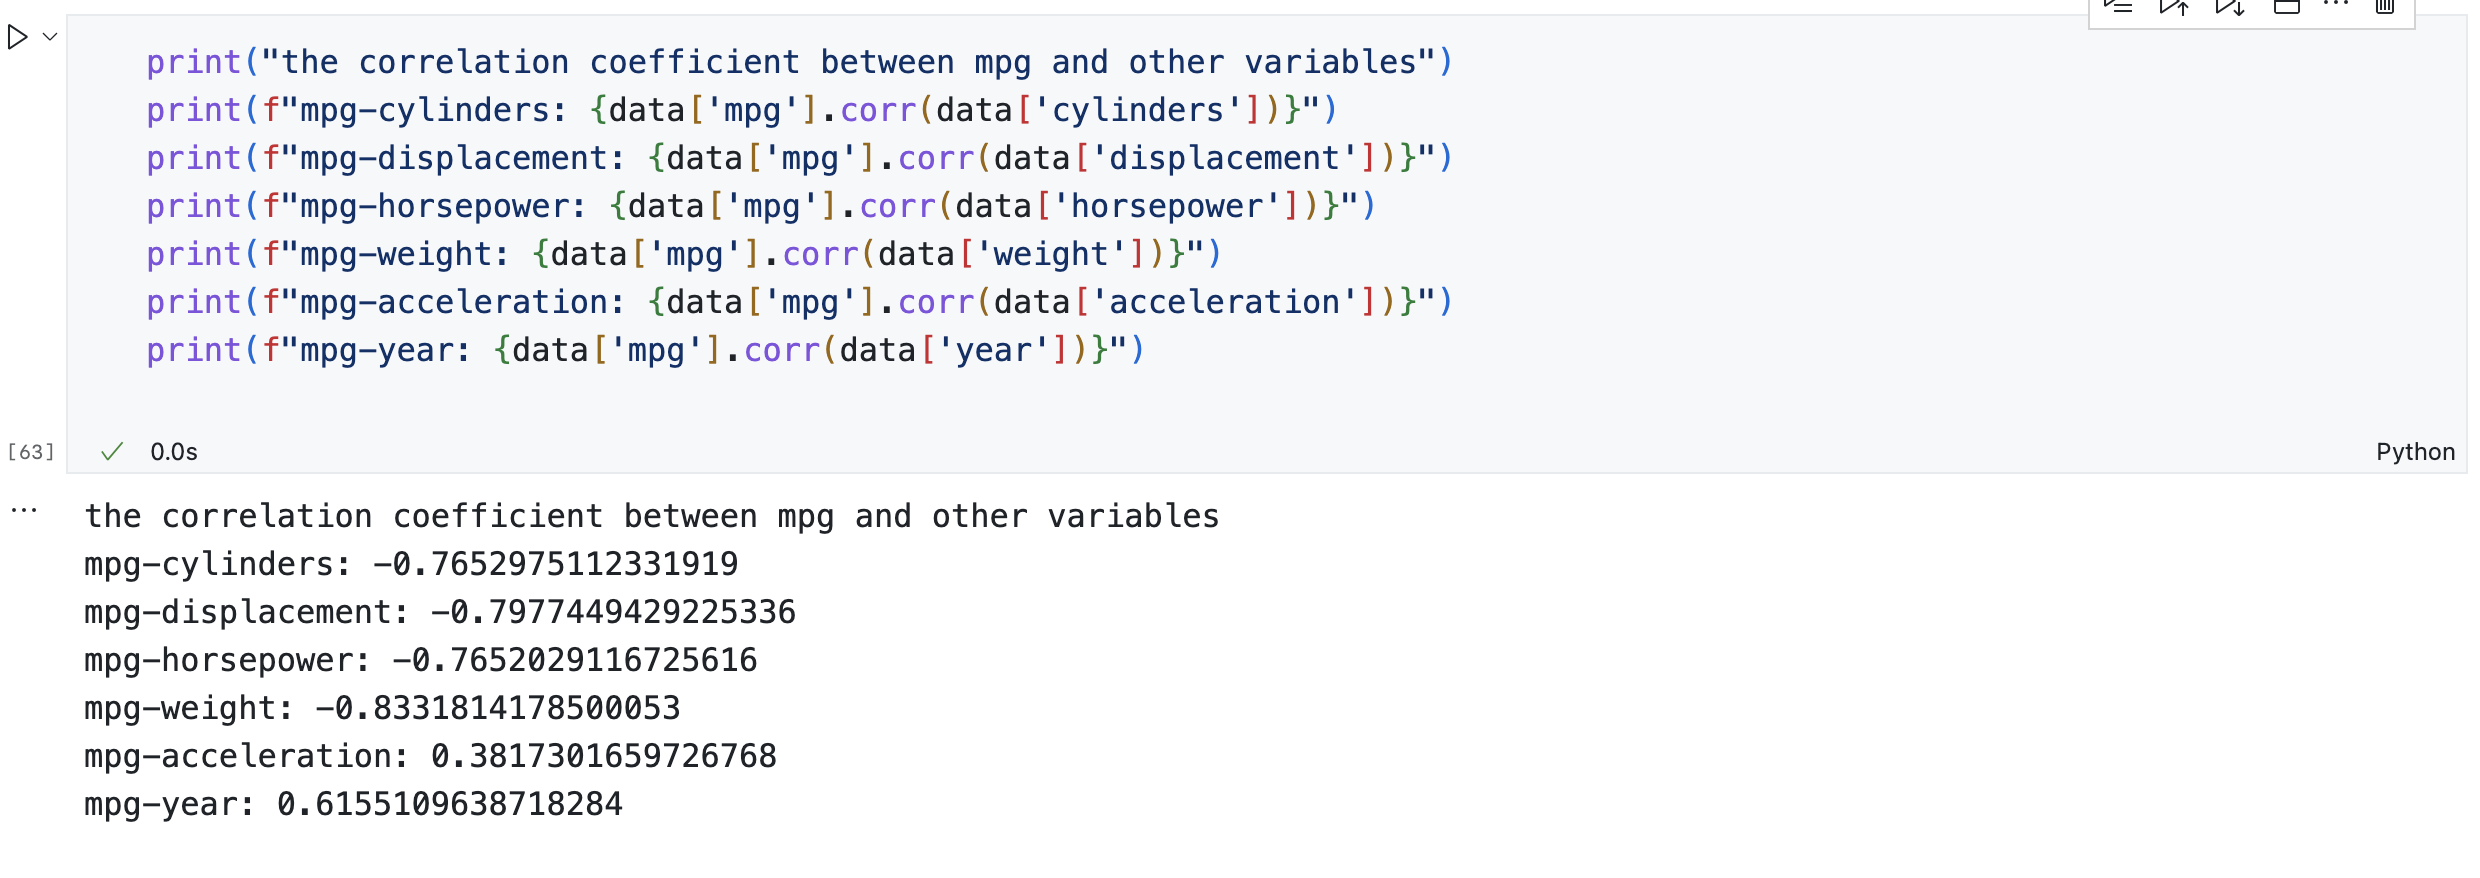 print("the correlation coefficient between mpg and other variables")
print(f"mpg-cylinders: {data['mpg'].corr(data['cylinders'])}")
print(f"mpg-displacement: {data['mpg'].corr(data['displacement'])}")
print(f"mpg-horsepower: {data['mpg'].corr(data['horsepower'])}")
print(f"mpg-weight: {data['mpg'].corr(data['weight'])}")
print(f"mpg-acceleration: {data['mpg'].corr(data['acceleration'])}")
print(f"mpg-year: {data['mpg'].corr(data['year'])}")
[63] 0.0s Python
the correlation coefficient between mpg and other variables
mpg-cylinders: -0.7652975112331919
mpg-displacement: -0.7977449429225336
mpg-horsepower: -0.7652029116725616
mpg-weight: -0.8331814178500053
mpg-acceleration: 0.3817301659726768
mpg-year: 0.6155109638718284